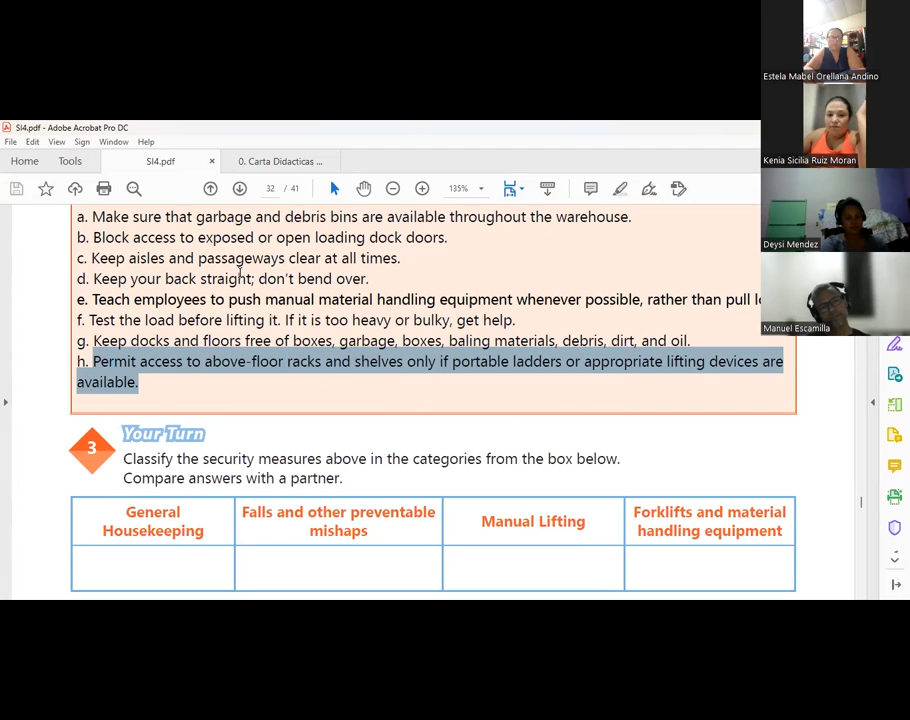 Estela Mabel Orellana Andino
SI4.pdf - Adobe Acrobat Pro DC
File Edit View Sign Window Help
Home Tools SI4.pdf × 0. Carta Didacticas ...
Kenia Sicilia Ruiz Moran
32 / 41 135%
a. Make sure that garbage and debris bins are available throughout the warehouse.
b. Block access to exposed or open loading dock doors.
Deysi Mendez
c. Keep aisles and passageways clear at all times.
d. Keep your back straight; don't bend over.
e. Teach employees to push manual material handling equipment whenever possible, rather than pull
f. Test the load before lifting it. If it is too heavy or bulky, get help.
Manuel Escamilla
g. Keep docks and floors free of boxes, garbage, boxes, baling materials, debris, dirt, and oil.
h. Permit access to above-floor racks and shelves only if portable ladders or appropriate lifting devices are
available.
3 Your Turn
Classify the security measures above in the categories from the box below.
Compare answers with a partner.
General Housekeeping
Falls and other preventable mishaps
Manual Lifting
Forklifts and material handling equipment